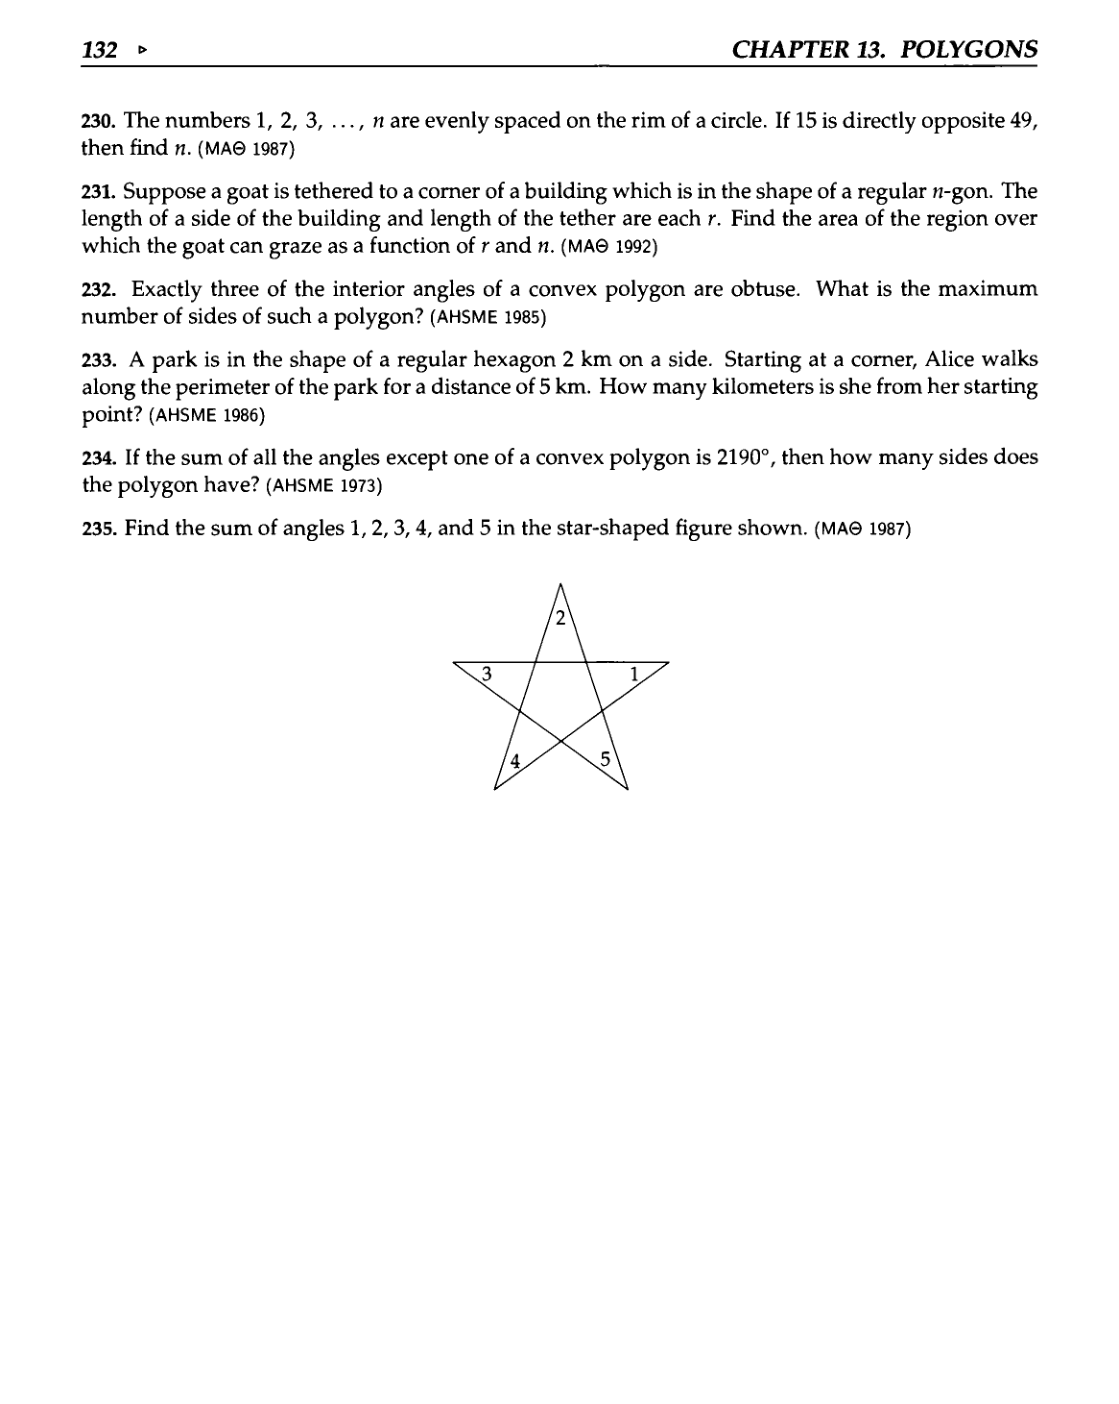 132 ▹ CHAPTER 13. POLYGONS
230. The numbers 1, 2, 3, ..., n are evenly spaced on the rim of a circle. If 15 is directly opposite 49,
then find n. (MAΘ 1987)
231. Suppose a goat is tethered to a corner of a building which is in the shape of a regular n-gon. The
length of a side of the building and length of the tether are each r. Find the area of the region over
which the goat can graze as a function of r and n. (MAΘ 1992)
232. Exactly three of the interior angles of a convex polygon are obtuse. What is the maximum
number of sides of such a polygon? (AHSME 1985)
233. A park is in the shape of a regular hexagon 2 km on a side. Starting at a corner, Alice walks
along the perimeter of the park for a distance of 5 km. How many kilometers is she from her starting
point? (AHSME 1986)
234. If the sum of all the angles except one of a convex polygon is 2190°, then how many sides does
the polygon have? (AHSME 1973)
235. Find the sum of angles 1, 2, 3, 4, and 5 in the star-shaped figure shown. (MAΘ 1987)
2
3 1
4 5